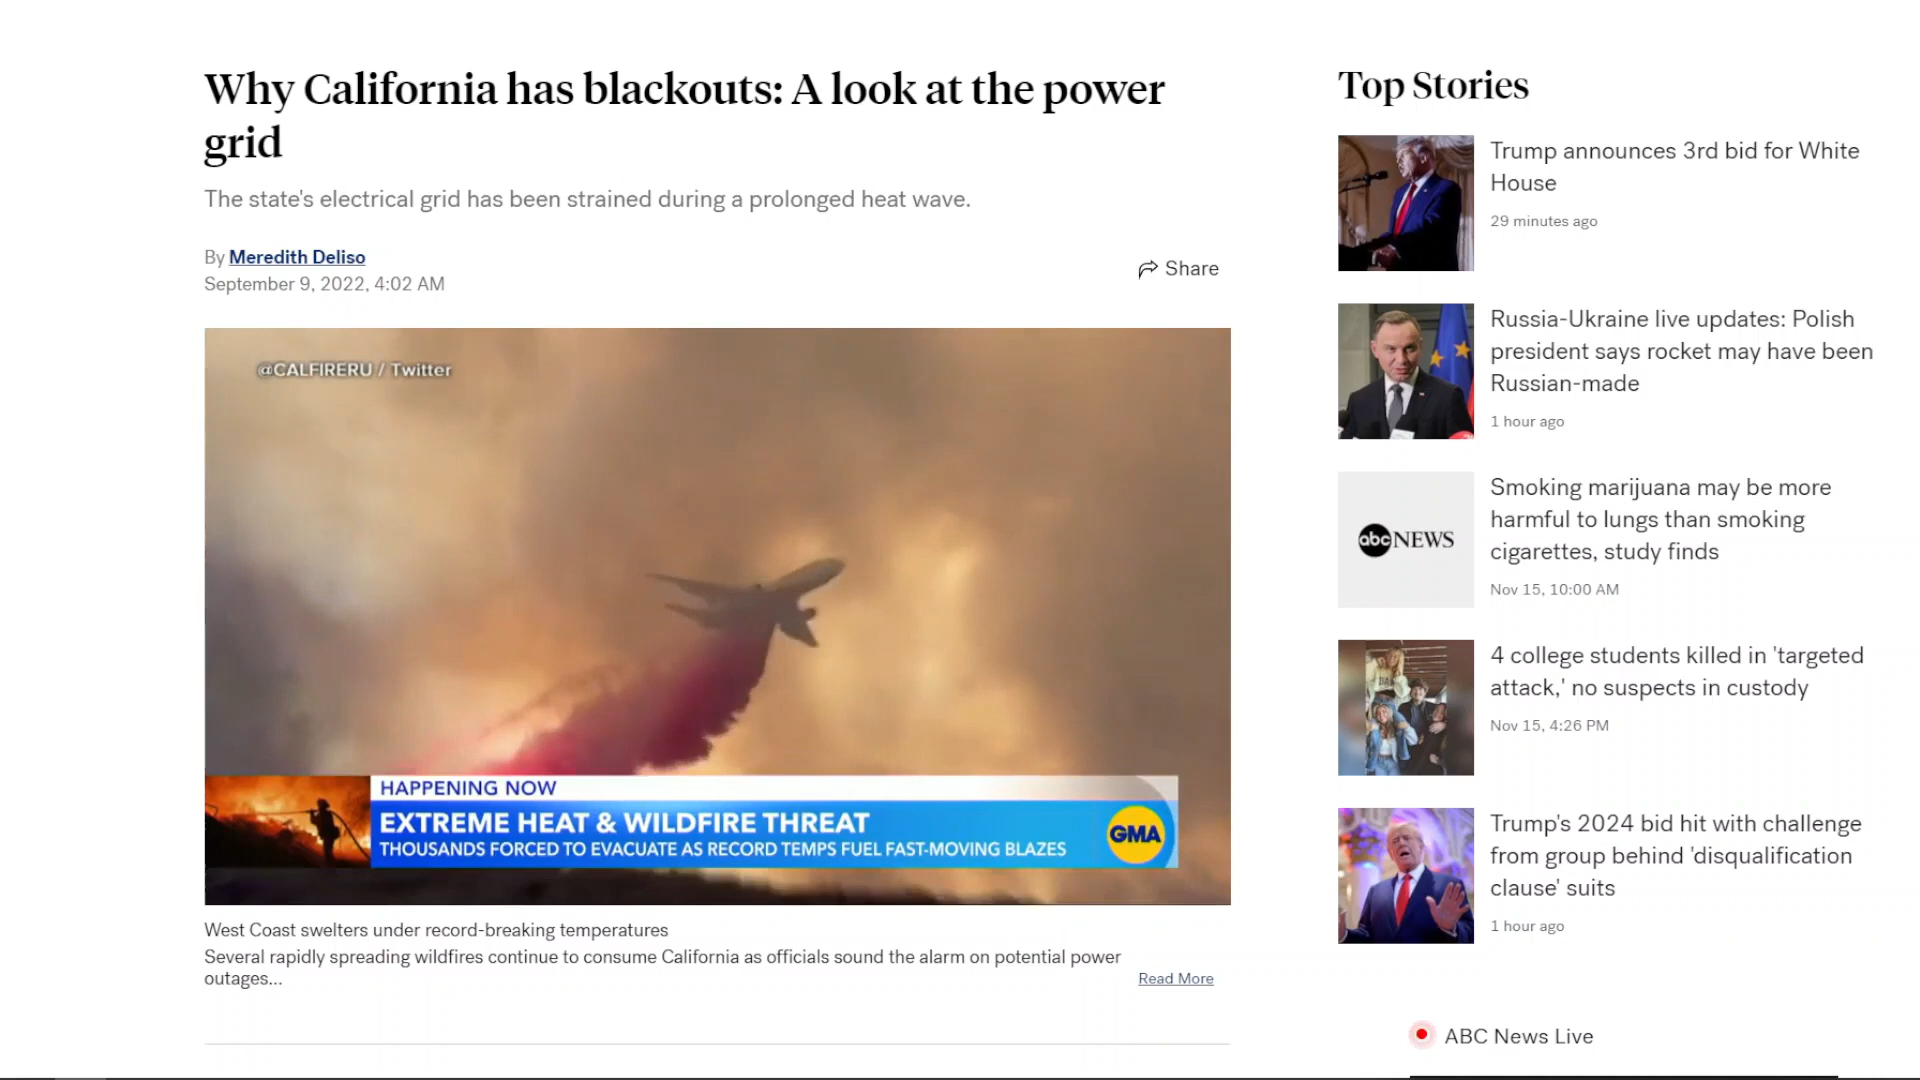 Why California has blackouts: A look at the power
grid
The state's electrical grid has been strained during a prolonged heat wave.
By Meredith Deliso
September 9, 2022, 4:02 AM
Share
@CALFIRERU / Twitter
HAPPENING NOW
EXTREME HEAT & WILDFIRE THREAT
THOUSANDS FORCED TO EVACUATE AS RECORD TEMPS FUEL FAST-MOVING BLAZES
GMA
West Coast swelters under record-breaking temperatures
Several rapidly spreading wildfires continue to consume California as officials sound the alarm on potential power
outages...
Read More
Top Stories
Trump announces 3rd bid for White
House
29 minutes ago
Russia-Ukraine live updates: Polish
president says rocket may have been
Russian-made
1 hour ago
abc NEWS
Smoking marijuana may be more
harmful to lungs than smoking
cigarettes, study finds
Nov 15, 10:00 AM
4 college students killed in 'targeted
attack,' no suspects in custody
Nov 15, 4:26 PM
Trump's 2024 bid hit with challenge
from group behind 'disqualification
clause' suits
1 hour ago
ABC News Live